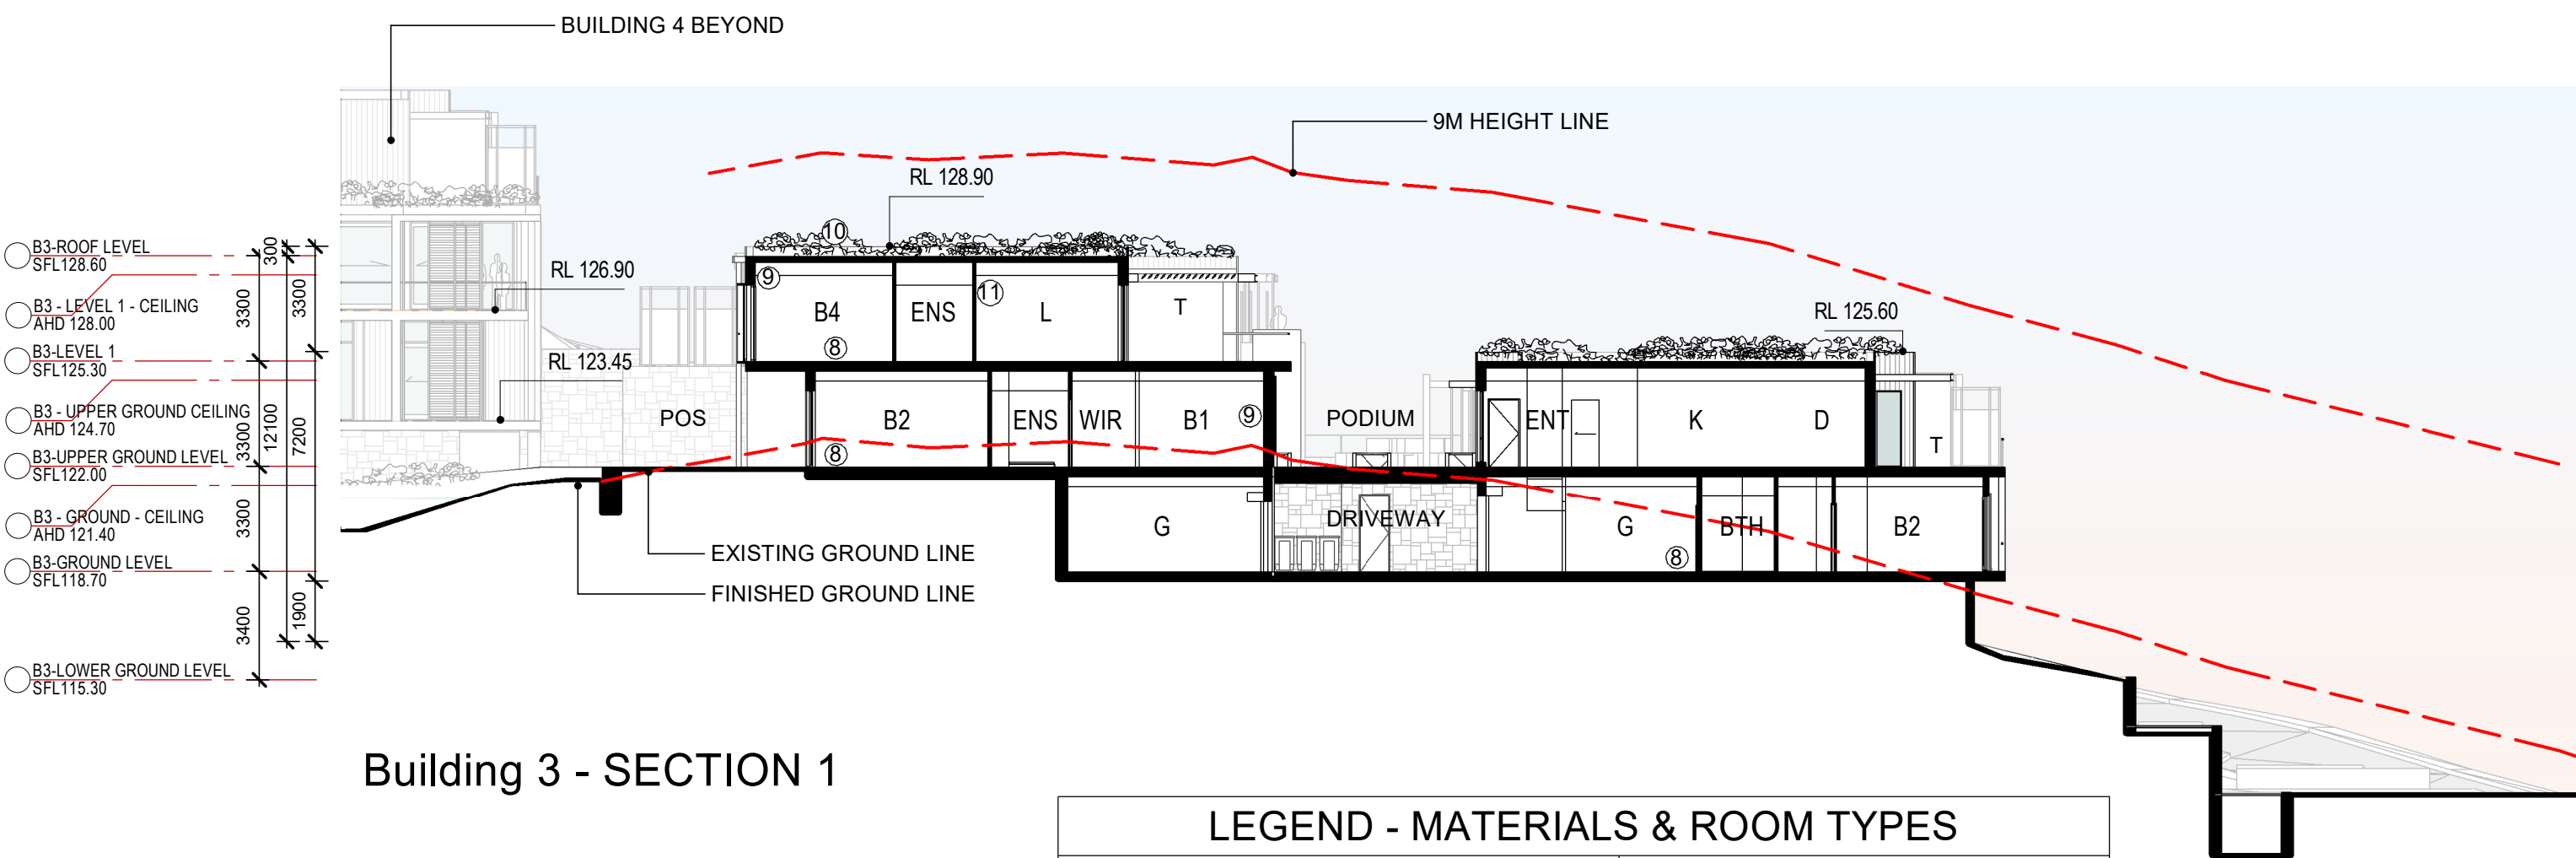 BUILDING 4 BEYOND
9M HEIGHT LINE
RL 128.90
10
B3-ROOF LEVEL
SFL128.60
300
RL 126.90
9
11
B3 - LEVEL 1 - CEILING
AHD 128.00
3300
3300
B4
ENS
L
T
RL 125.60
8
B3-LEVEL 1
SFL125.30
RL 123.45
B3 - UPPER GROUND CEILING
AHD 124.70
3300
12100
7200
POS
B2
ENS
WIR
B1
9
PODIUM
ENT
K
D
T
8
B3-UPPER GROUND LEVEL
SFL122.00
B3 - GROUND - CEILING
AHD 121.40
3300
G
DRIVEWAY
G
BTH
B2
8
EXISTING GROUND LINE
B3-GROUND LEVEL
SFL118.70
FINISHED GROUND LINE
3400
1900
B3-LOWER GROUND LEVEL
SFL115.30
Building 3 - SECTION 1
LEGEND - MATERIALS & ROOM TYPES